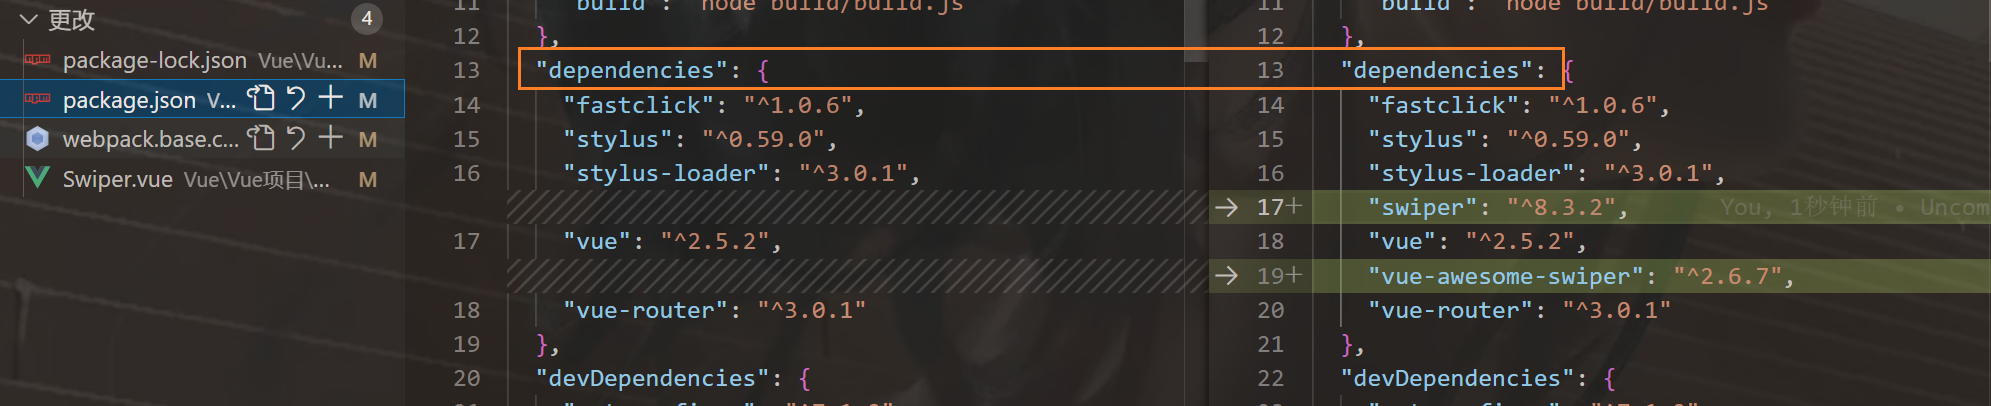 更改 4
package-lock.json Vue\Vu... M
package.json V... M
webpack.base.c... M
Swiper.vue Vue\Vue项目\... M
11 "build": "node build/build.js"
12 },
13 "dependencies": {
14 "fastclick": "^1.0.6",
15 "stylus": "^0.59.0",
16 "stylus-loader": "^3.0.1",
17 "vue": "^2.5.2",
18 "vue-router": "^3.0.1"
19 },
20 "devDependencies": {
11 "build": "node build/build.js"
12 },
13 "dependencies": {
14 "fastclick": "^1.0.6",
15 "stylus": "^0.59.0",
16 "stylus-loader": "^3.0.1",
17+ "swiper": "^8.3.2", You, 1秒钟前 • Uncom
18 "vue": "^2.5.2",
19+ "vue-awesome-swiper": "^2.6.7",
20 "vue-router": "^3.0.1"
21 },
22 "devDependencies": {